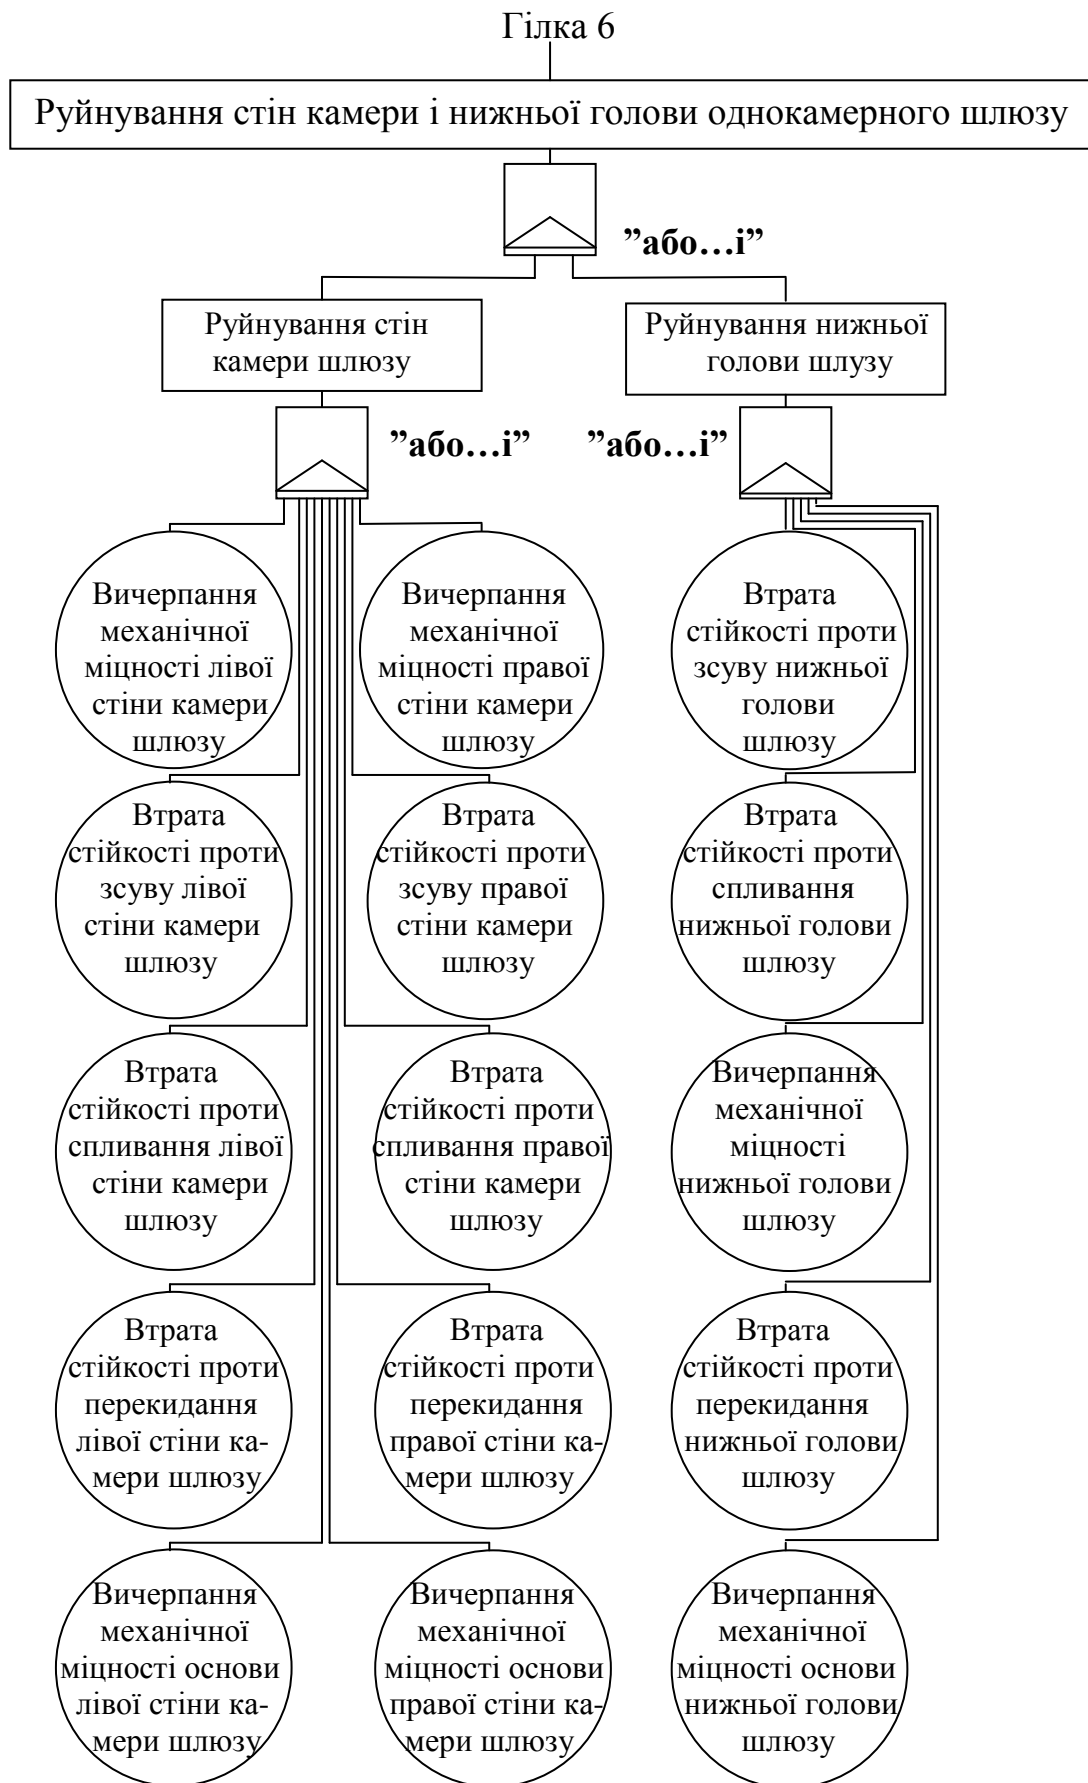 Гілка 6
Руйнування стін камери і нижньої голови однокамерного шлюзу
”або…і”
Руйнування стін
камери шлюзу
Руйнування нижньої
голови шлузу
”або…і”
”або…і”
Вичерпання
механічної
міцності лівої
стіни камери
шлюзу
Вичерпання
механічної
міцності правої
стіни камери
шлюзу
Втрата
стійкості проти
зсуву нижньої
голови
шлюзу
Втрата
стійкості проти
зсуву лівої
стіни камери
шлюзу
Втрата
стійкості проти
зсуву правої
стіни камери
шлюзу
Втрата
стійкості проти
спливання
нижньої голови
шлюзу
Втрата
стійкості проти
спливання лівої
стіни камери
шлюзу
Втрата
стійкості проти
спливання правої
стіни камери
шлюзу
Вичерпання
механічної
міцності
нижньої голови
шлюзу
Втрата
стійкості проти
перекидання
лівої стіни ка-
мери шлюзу
Втрата
стійкості проти
перекидання
правої стіни ка-
мери шлюзу
Втрата
стійкості проти
перекидання
нижньої голови
шлюзу
Вичерпання
механічної
міцності основи
лівої стіни ка-
мери шлюзу
Вичерпання
механічної
міцності основи
правої стіни ка-
мери шлюзу
Вичерпання
механічної
міцності основи
нижньої голови
шлюзу